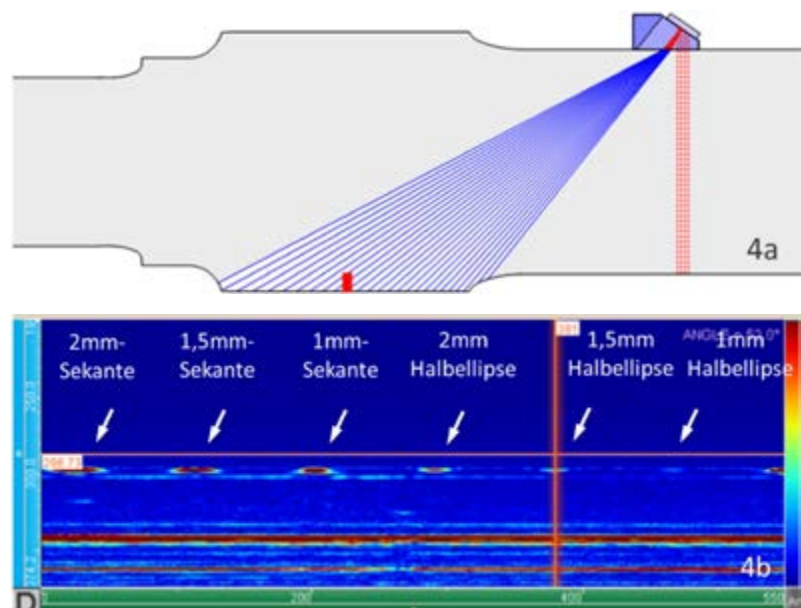 4a
2mm-
Sekante
1,5mm-
Sekante
1mm-
Sekante
2mm
Halbellipse
1,5mm
Halbellipse
1mm
Halbellipse
4b
D
200
400
550